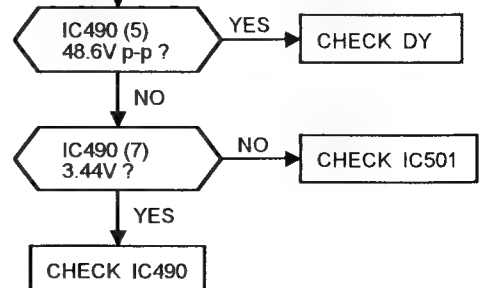 IC490 (5)
48.6V p-p ?
YES
CHECK DY
NO
IC490 (7)
3.44V ?
NO
CHECK IC501
YES
CHECK IC490